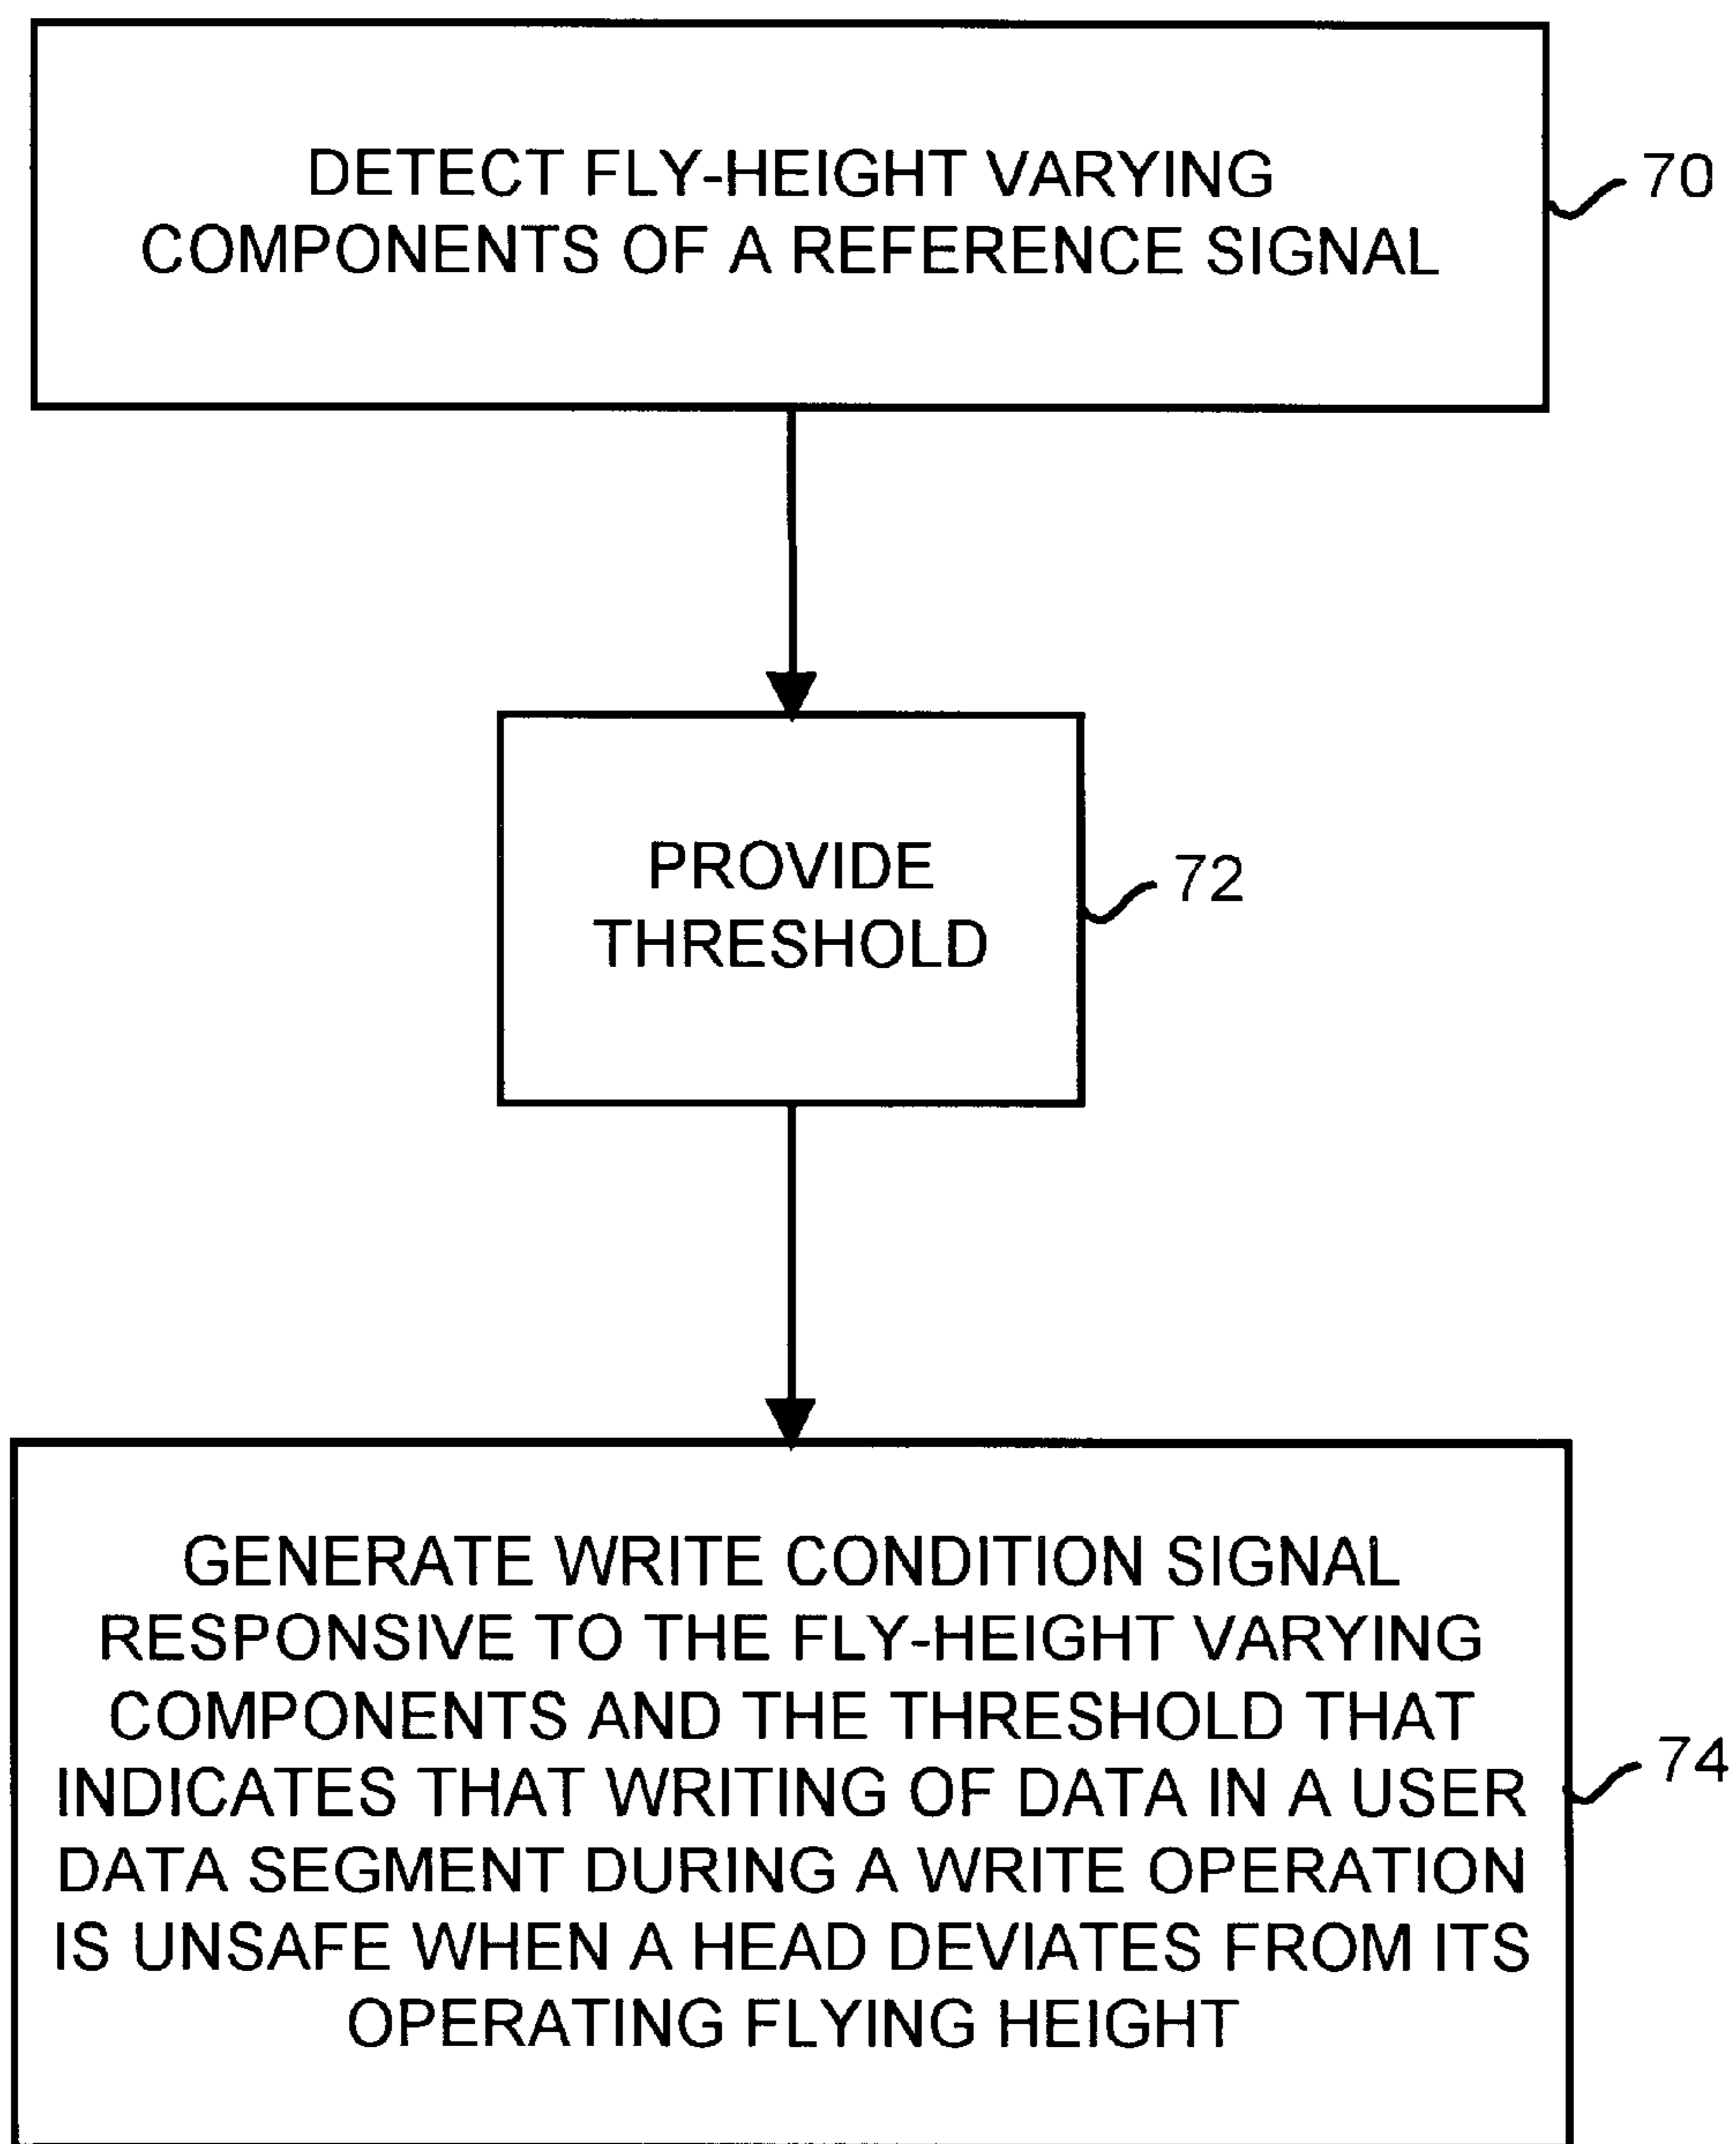 DETECT FLY-HEIGHT VARYING
COMPONENTS OF A REFERENCE SIGNAL
70
PROVIDE
THRESHOLD
72
GENERATE WRITE CONDITION SIGNAL
RESPONSIVE TO THE FLY-HEIGHT VARYING
COMPONENTS AND THE THRESHOLD THAT
INDICATES THAT WRITING OF DATA IN A USER
DATA SEGMENT DURING A WRITE OPERATION
IS UNSAFE WHEN A HEAD DEVIATES FROM ITS
OPERATING FLYING HEIGHT
74